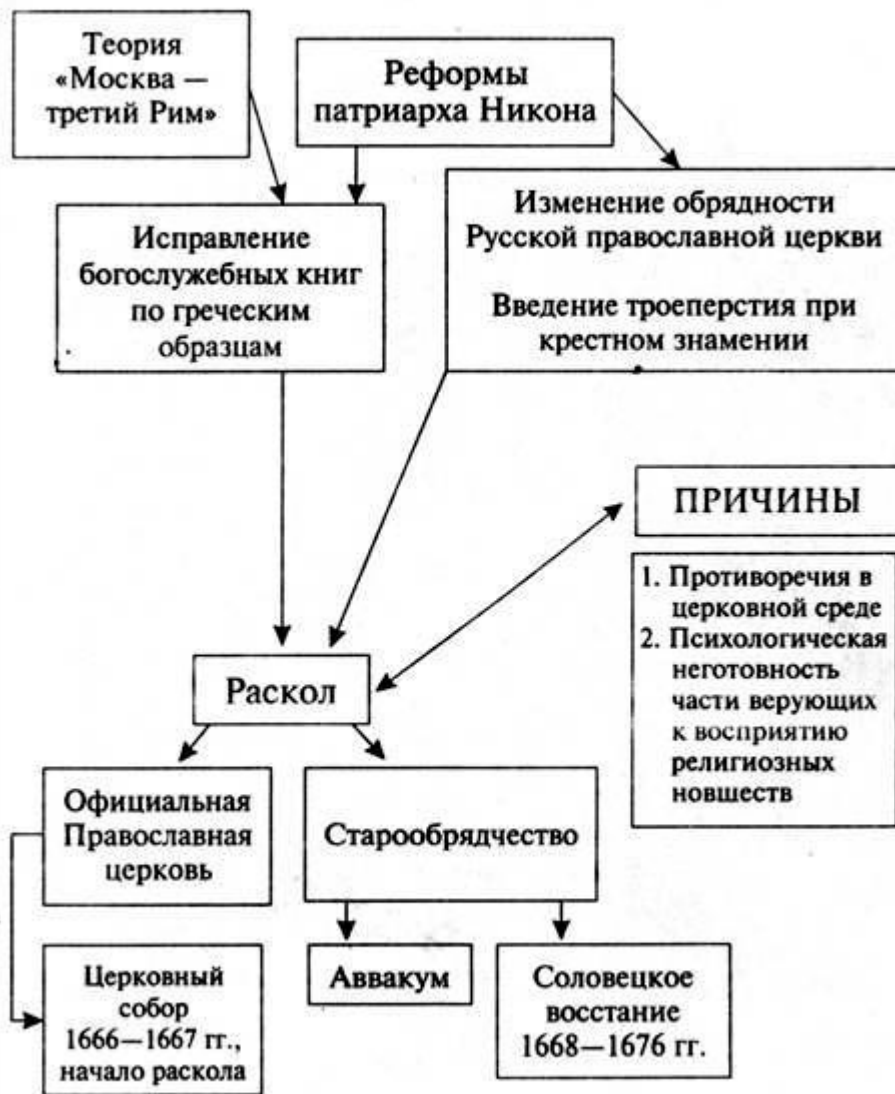 Теория
«Москва —
третий Рим»
Реформы
патриарха Никона
Исправление
богослужебных книг
по греческим
образцам
Изменение обрядности
Русской православной церкви
Введение троеперстия при
крестном знамении
ПРИЧИНЫ
1. Противоречия в
церковной среде
2. Психологическая
неготовность
части верующих
к восприятию
религиозных
новшеств
Раскол
Официальная
Православная
церковь
Старообрядчество
Церковный
собор
1666—1667 гг.,
начало раскола
Аввакум
Соловецкое
восстание
1668—1676 гг.